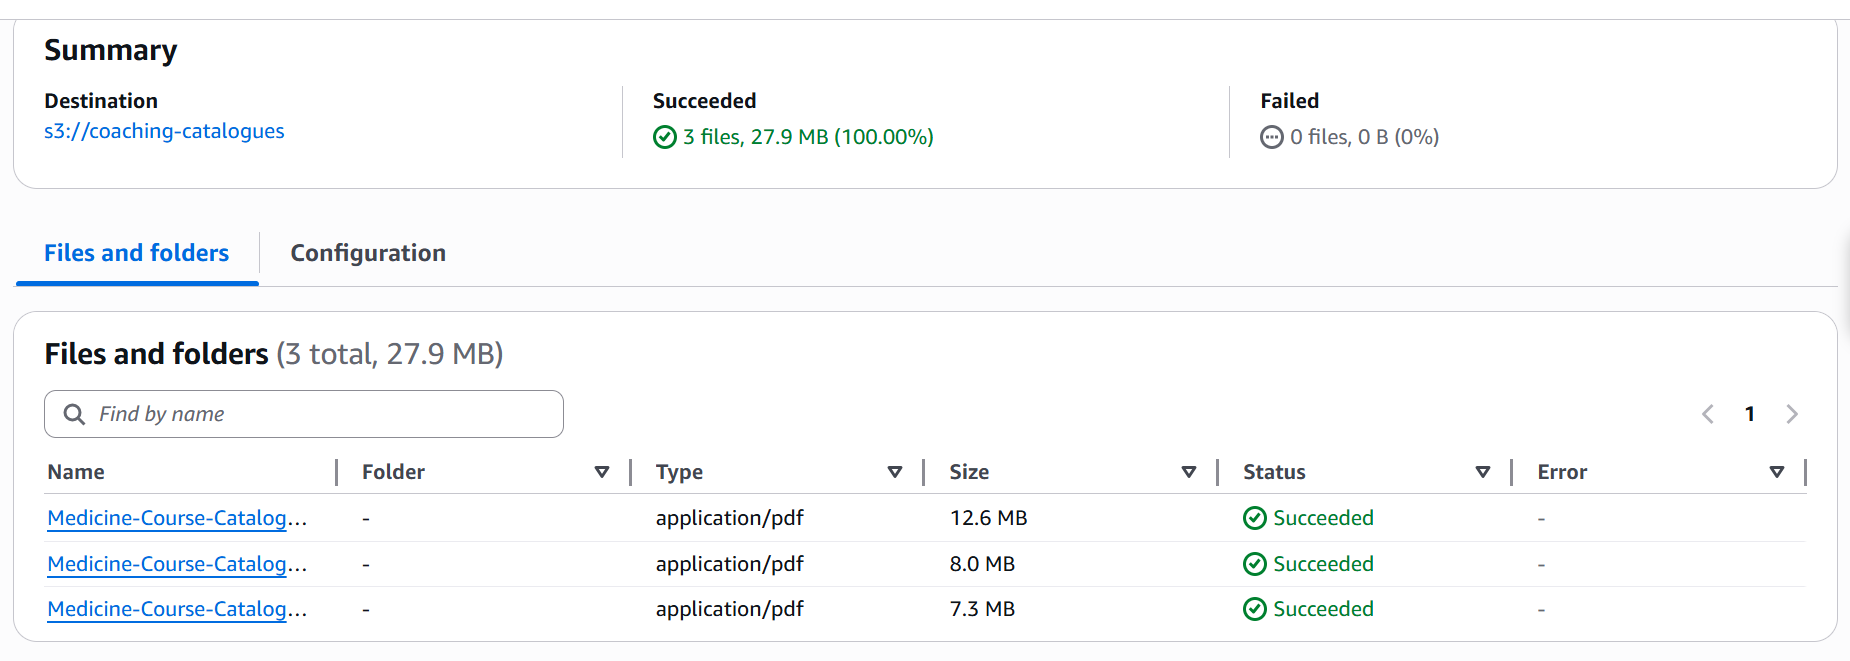 Summary
Destination
s3://coaching-catalogues
Succeeded
3 files, 27.9 MB (100.00%)
Failed
0 files, 0 B (0%)
Files and folders
Configuration
Files and folders (3 total, 27.9 MB)
Find by name
1
Name Folder Type Size Status Error
Medicine-Course-Catalog... - application/pdf 12.6 MB Succeeded -
Medicine-Course-Catalog... - application/pdf 8.0 MB Succeeded -
Medicine-Course-Catalog... - application/pdf 7.3 MB Succeeded -